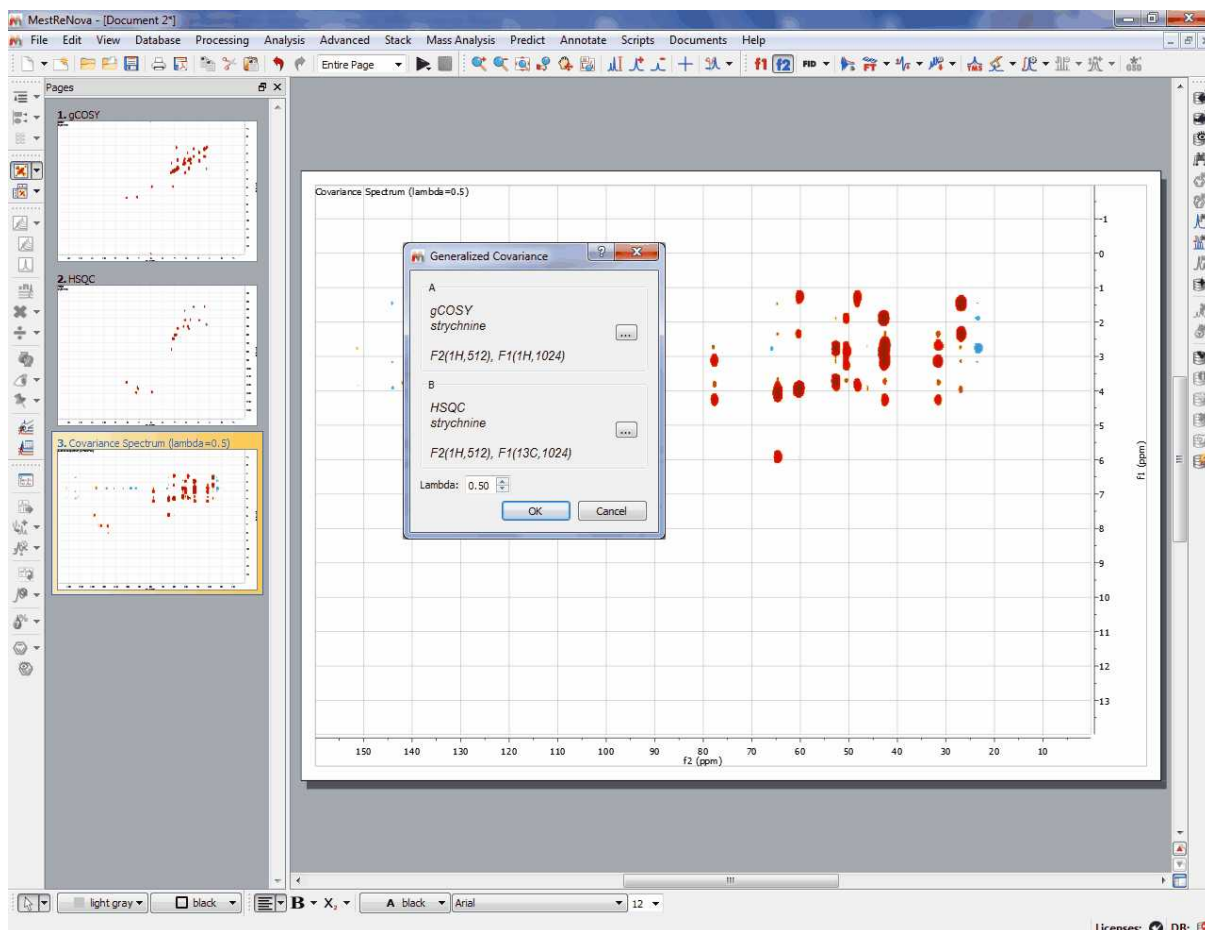 MestReNova - [Document 2*]
File Edit View Database Processing Analysis Advanced Stack Mass Analysis Predict Annotate Scripts Documents Help
Entire Page
f1 f2 FID
Pages
1. gCOSY
2. HSQC
3. Covariance Spectrum (lambda=0.5)
Covariance Spectrum (lambda=0.5)
Generalized Covariance
A
gCOSY
strychnine
...
F2(1H,512), F1(1H,1024)
B
HSQC
strychnine
...
F2(1H,512), F1(13C,1024)
Lambda: 0.50
OK Cancel
-1
0
1
2
3
4
5
6
7
8
9
10
11
12
13
f1 (ppm)
150 140 130 120 110 100 90 80 70 60 50 40 30 20 10
f2 (ppm)
light gray black B X, A black Arial 12
Licenses: DB: